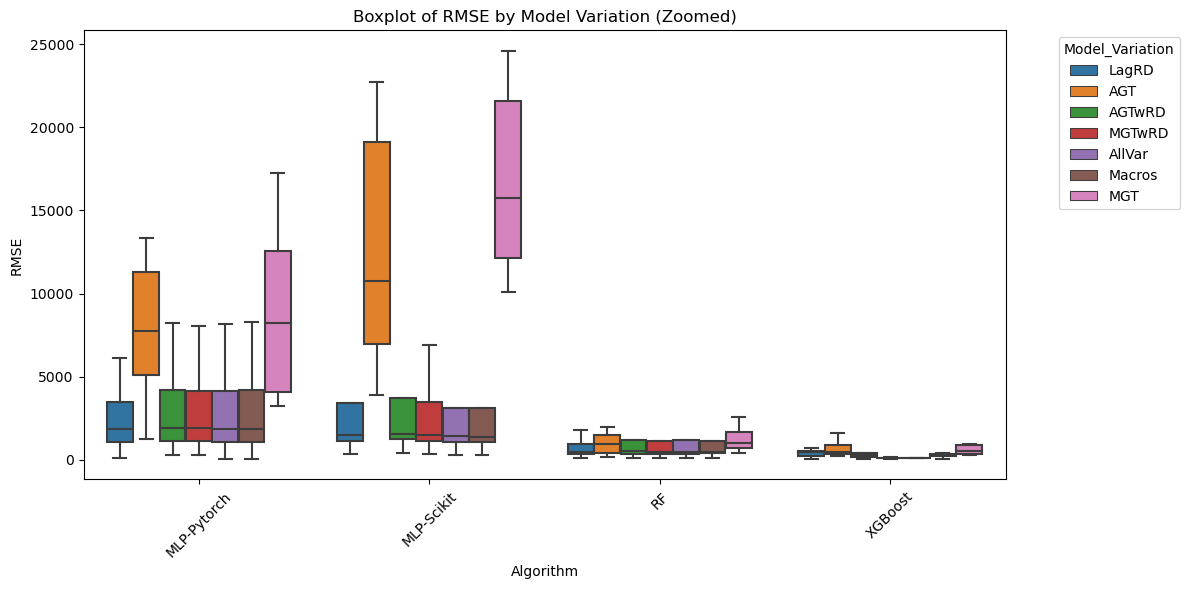 Boxplot of RMSE by Model Variation (Zoomed)
RMSE
25000
20000
15000
10000
5000
0
MLP-Pytorch
MLP-Scikit
RF
XGBoost
Algorithm
Model_Variation
LagRD
AGT
AGTwRD
MGTwRD
AllVar
Macros
MGT